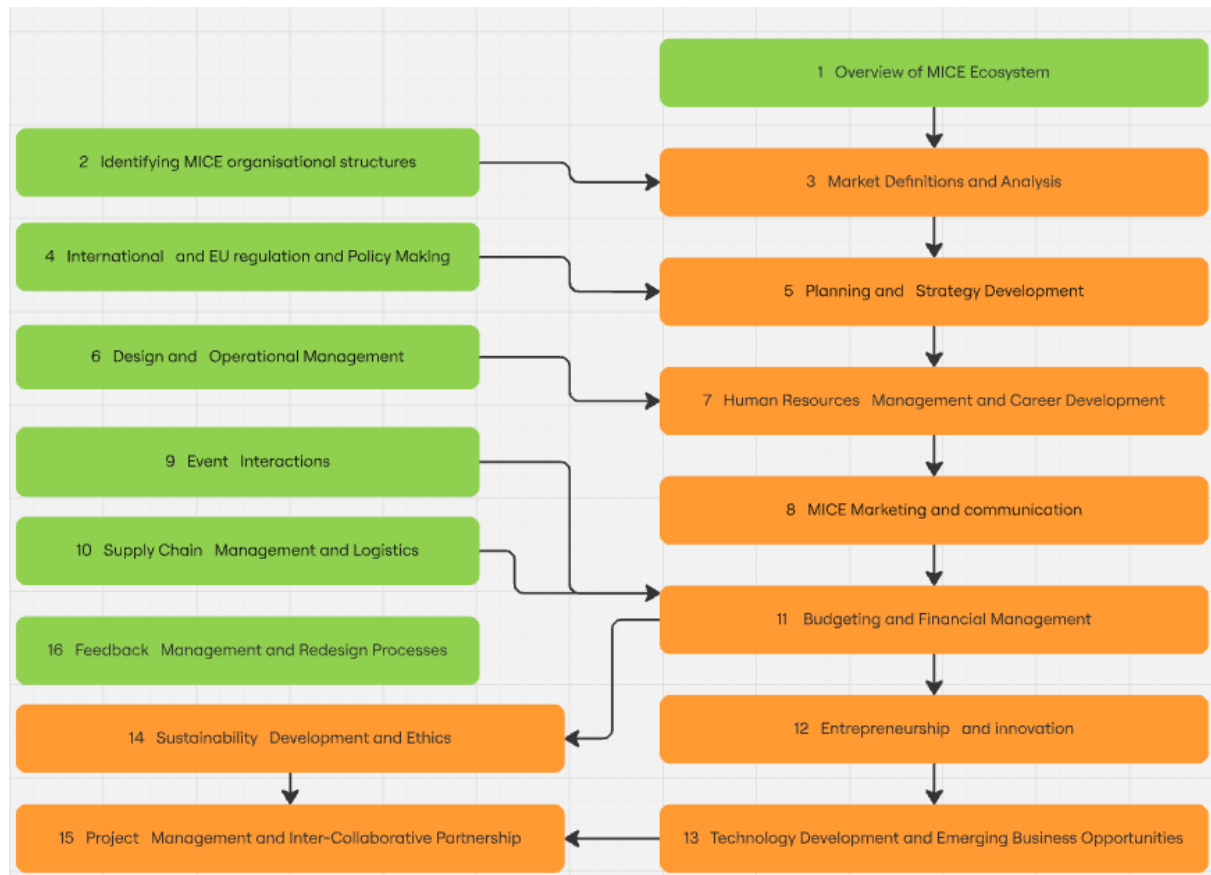 1 Overview of MICE Ecosystem
2 Identifying MICE organisational structures
3 Market Definitions and Analysis
4 International and EU regulation and Policy Making
5 Planning and Strategy Development
6 Design and Operational Management
7 Human Resources Management and Career Development
9 Event Interactions
8 MICE Marketing and communication
10 Supply Chain Management and Logistics
11 Budgeting and Financial Management
16 Feedback Management and Redesign Processes
12 Entrepreneurship and innovation
14 Sustainability Development and Ethics
15 Project Management and Inter-Collaborative Partnership
13 Technology Development and Emerging Business Opportunities